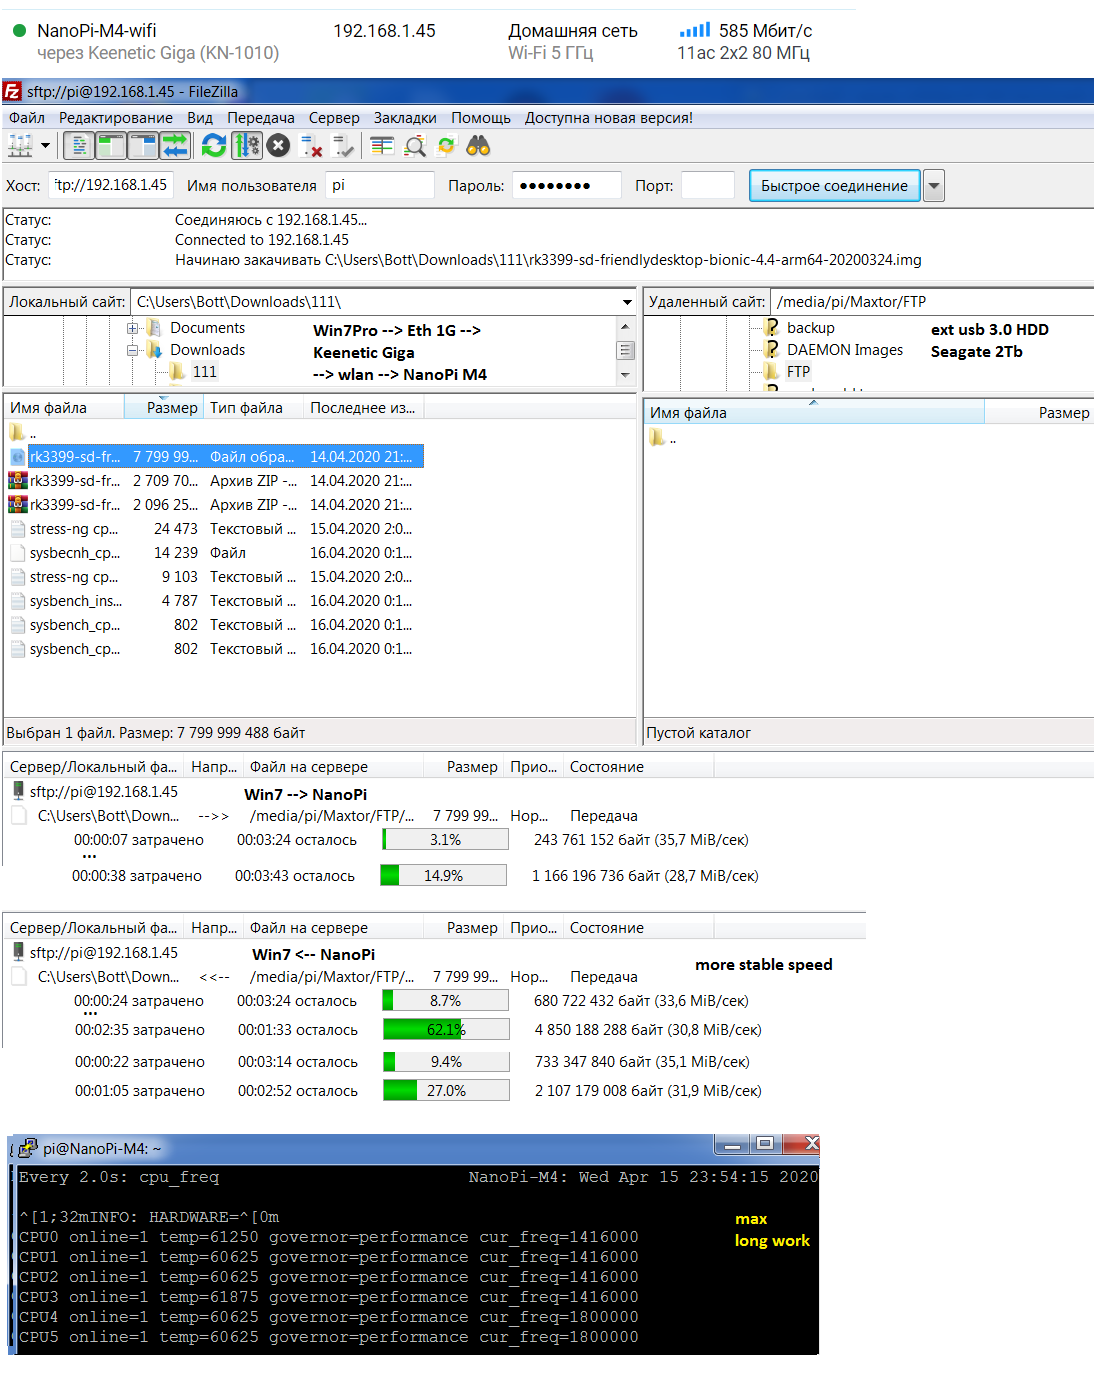 NanoPi-M4-wifi 192.168.1.45 Домашняя сеть 585 Мбит/с
через Keenetic Giga (KN-1010) Wi-Fi 5 ГГц 11ac 2x2 80 МГц
sftp://pi@192.168.1.45 - FileZilla
Файл Редактирование Вид Передача Сервер Закладки Помощь Доступна новая версия!
Хост: ftp://192.168.1.45 Имя пользователя pi Пароль: ●●●●●●●● Порт: Быстрое соединение
Статус: Соединяюсь с 192.168.1.45...
Статус: Connected to 192.168.1.45
Статус: Начинаю закачивать C:\Users\Bott\Downloads\111\rk3399-sd-friendlydesktop-bionic-4.4-arm64-20200324.img
Локальный сайт: C:\Users\Bott\Downloads\111\ Удаленный сайт: /media/pi/Maxtor/FTP
Documents Win7Pro --> Eth 1G --> backup ext usb 3.0 HDD
Downloads Keenetic Giga DAEMON Images Seagate 2Tb
111 --> wlan --> NanoPi M4 FTP
Имя файла Размер Тип файла Последнее из... Имя файла Размер
.. ..
rk3399-sd-fr... 7 799 99... Файл обра... 14.04.2020 21:...
rk3399-sd-fr... 2 709 70... Архив ZIP -... 14.04.2020 21:...
rk3399-sd-fr... 2 096 25... Архив ZIP -... 14.04.2020 21:...
stress-ng cp... 24 473 Текстовый ... 15.04.2020 2:0...
sysbecnh_cp... 14 239 Файл 16.04.2020 0:1...
stress-ng cp... 9 103 Текстовый ... 15.04.2020 2:0...
sysbench_ins... 4 787 Текстовый ... 16.04.2020 0:1...
sysbench_cp... 802 Текстовый ... 16.04.2020 0:1...
sysbench_cp... 802 Текстовый ... 16.04.2020 0:1...
Выбран 1 файл. Размер: 7 799 999 488 байт Пустой каталог
Сервер/Локальный фа... Напр... Файл на сервере Размер Прио... Состояние
sftp://pi@192.168.1.45 Win7 --> NanoPi
C:\Users\Bott\Down... -->> /media/pi/Maxtor/FTP/... 7 799 99... Нор... Передача
00:00:07 затрачено 00:03:24 осталось 3.1% 243 761 152 байт (35,7 MiB/сек)
...
00:00:38 затрачено 00:03:43 осталось 14.9% 1 166 196 736 байт (28,7 MiB/сек)
Сервер/Локальный фа... Напр... Файл на сервере Размер Прио... Состояние
sftp://pi@192.168.1.45 Win7 <-- NanoPi more stable speed
C:\Users\Bott\Down... <<-- /media/pi/Maxtor/FTP/... 7 799 99... Нор... Передача
00:00:24 затрачено 00:03:24 осталось 8.7% 680 722 432 байт (33,6 MiB/сек)
...
00:02:35 затрачено 00:01:33 осталось 62.1% 4 850 188 288 байт (30,8 MiB/сек)
00:00:22 затрачено 00:03:14 осталось 9.4% 733 347 840 байт (35,1 MiB/сек)
00:01:05 затрачено 00:02:52 осталось 27.0% 2 107 179 008 байт (31,9 MiB/сек)
pi@NanoPi-M4: ~
Every 2.0s: cpu_freq NanoPi-M4: Wed Apr 15 23:54:15 2020
^[1;32mINFO: HARDWARE=^[0m max
CPU0 online=1 temp=61250 governor=performance cur_freq=1416000 long work
CPU1 online=1 temp=60625 governor=performance cur_freq=1416000
CPU2 online=1 temp=60625 governor=performance cur_freq=1416000
CPU3 online=1 temp=61875 governor=performance cur_freq=1416000
CPU4 online=1 temp=60625 governor=performance cur_freq=1800000
CPU5 online=1 temp=60625 governor=performance cur_freq=1800000